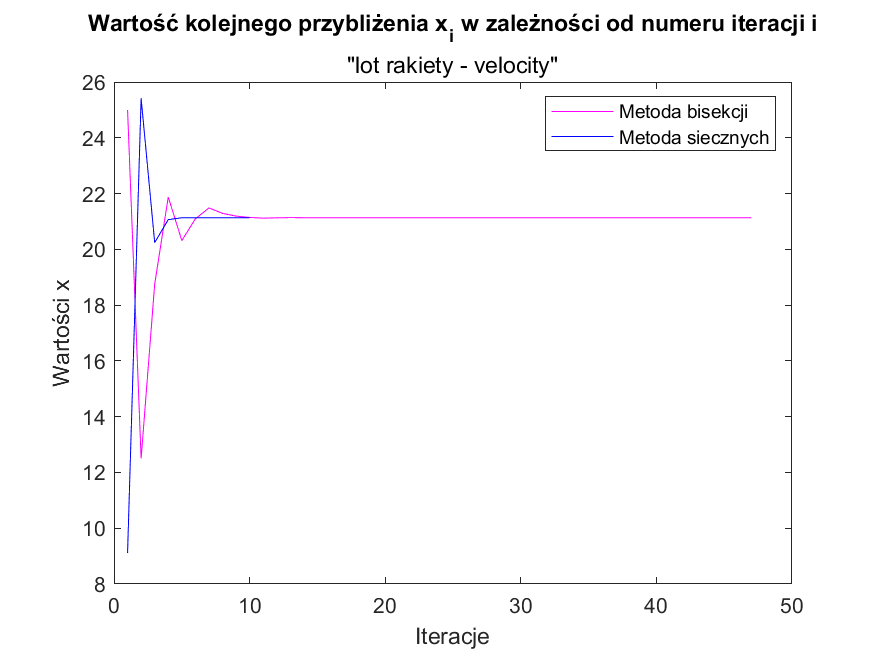 Wartość kolejnego przybliżenia x_i w zależności od numeru iteracji i
"lot rakiety - velocity"
26
24
22
20
18
16
14
12
10
8
Wartości x
Metoda bisekcji
Metoda siecznych
0 10 20 30 40 50
Iteracje